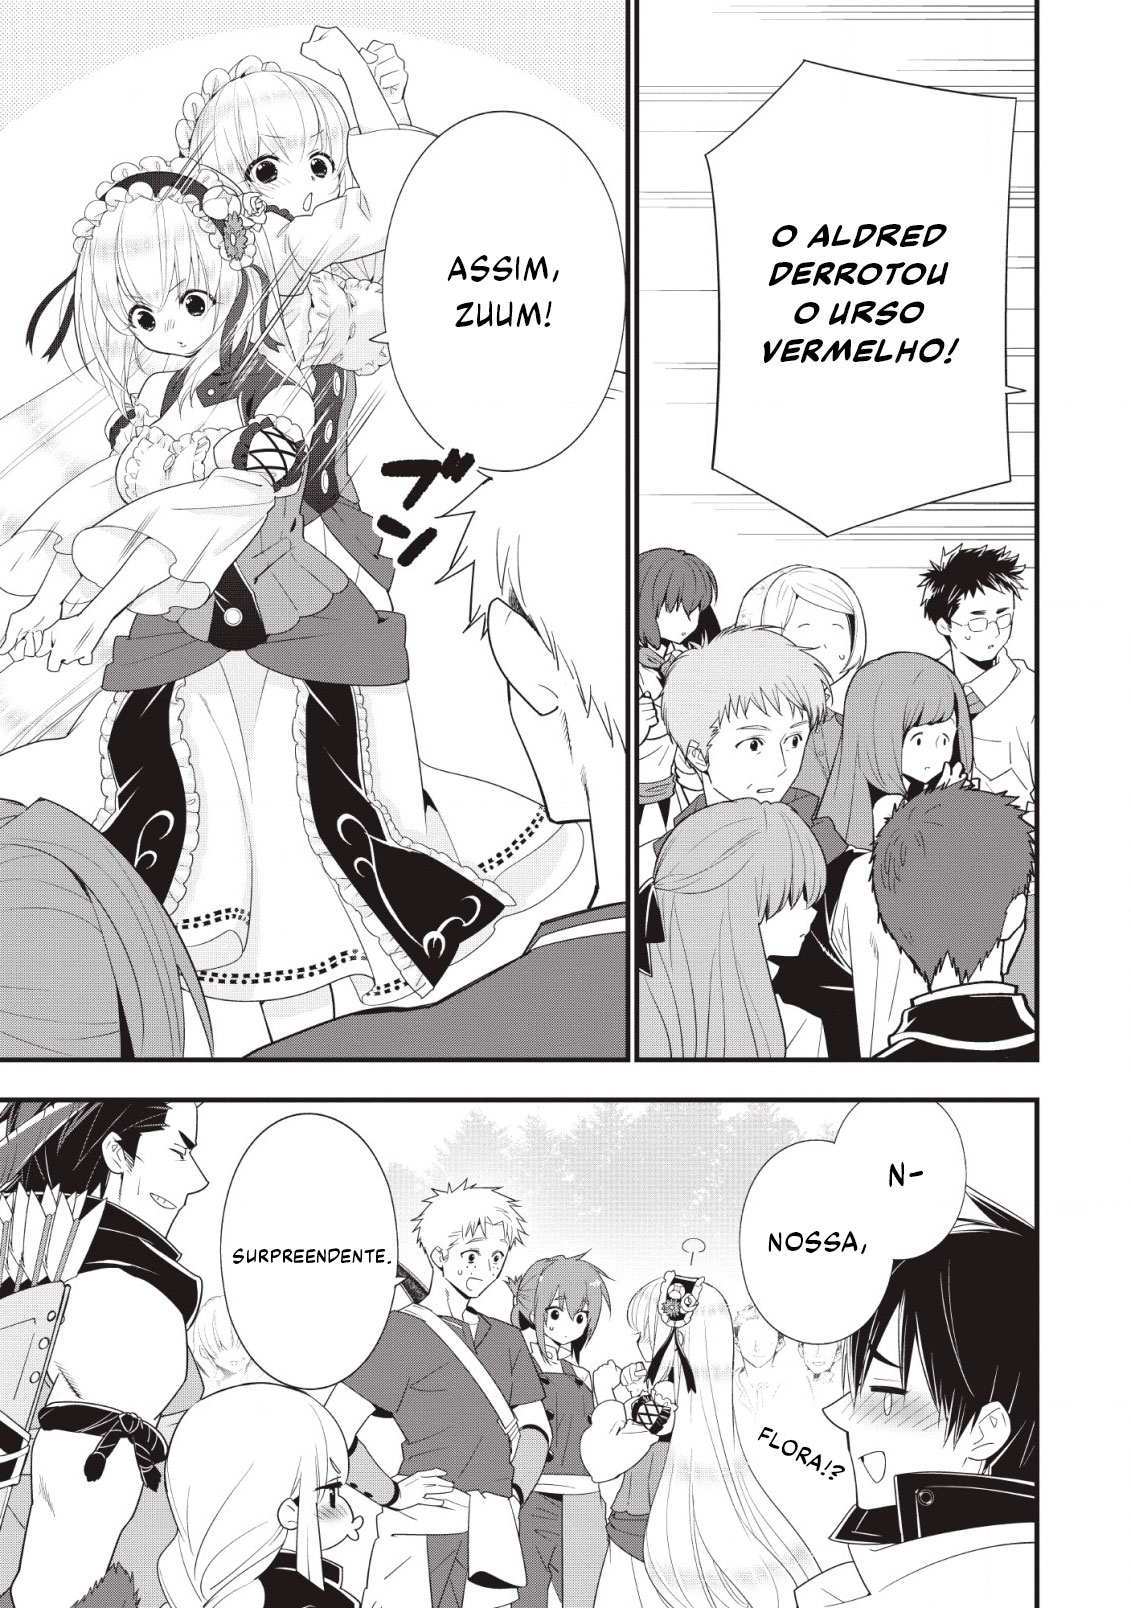 O ALDRED
DERROTOU
O URSO
VERMELHO!
ASSIM,
ZUUM!
ブン
N-
NOSSA,
FLORA!?
SURPREENDENTE.